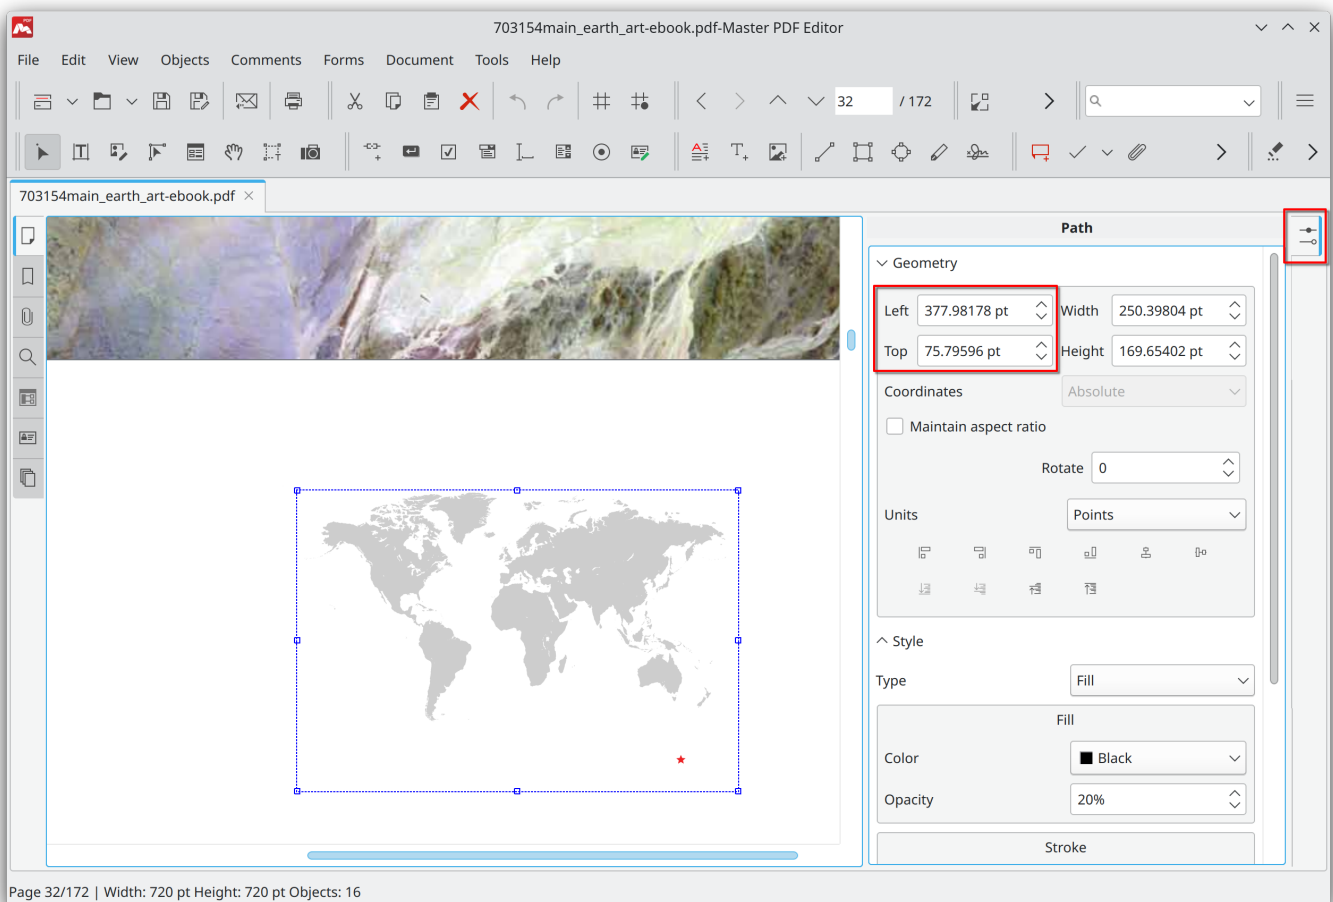 703154main_earth_art-ebook.pdf-Master PDF Editor
File Edit View Objects Comments Forms Document Tools Help
32 / 172
703154main_earth_art-ebook.pdf
Path
Geometry
Left 377.98178 pt Width 250.39804 pt
Top 75.79596 pt Height 169.65402 pt
Coordinates Absolute
Maintain aspect ratio
Rotate 0
Units Points
Style
Type Fill
Fill
Color Black
Opacity 20%
Stroke
Page 32/172 | Width: 720 pt Height: 720 pt Objects: 16